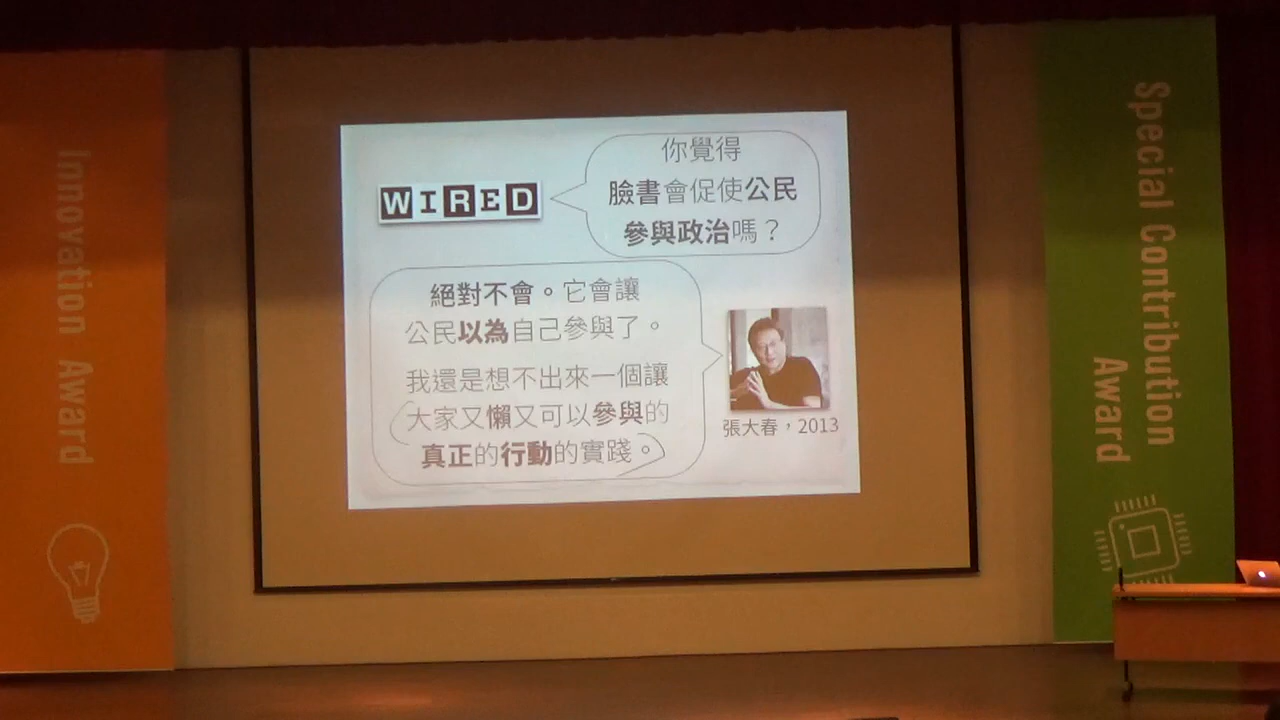 Innovation Award
WIRED
你覺得
臉書會促使公民
參與政治嗎？
絕對不會。它會讓
公民以為自己參與了。
我還是想不出來一個讓
大家又懶又可以參與的
真正的行動的實踐。
張大春，2013
Special Contribution
Award